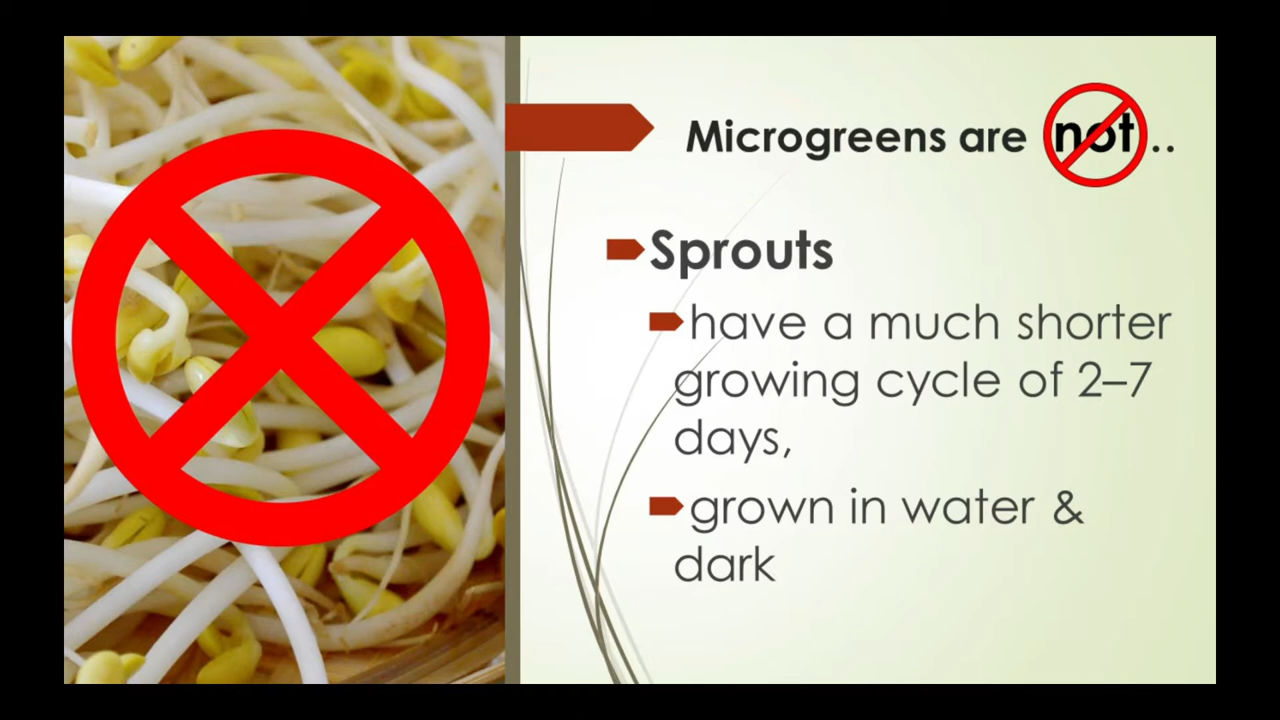 Microgreens are not..
Sprouts
have a much shorter
growing cycle of 2–7
days,
grown in water &
dark